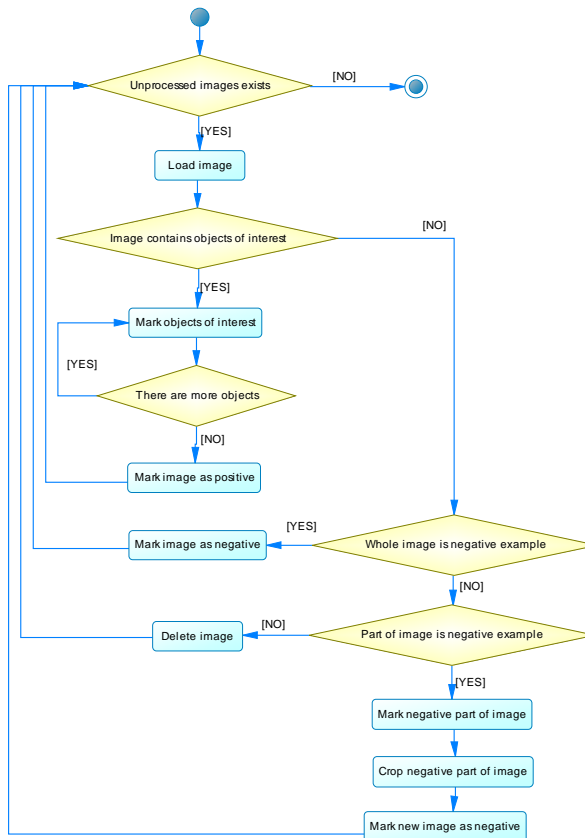 Unprocessed images exists
[NO]
[YES]
Load image
Image contains objects of interest
[NO]
[YES]
Mark objects of interest
[YES]
There are more objects
[NO]
Mark image as positive
[YES]
Mark image as negative
Whole image is negative example
[NO]
Delete image
[NO]
Part of image is negative example
[YES]
Mark negative part of image
Crop negative part of image
Mark new image as negative